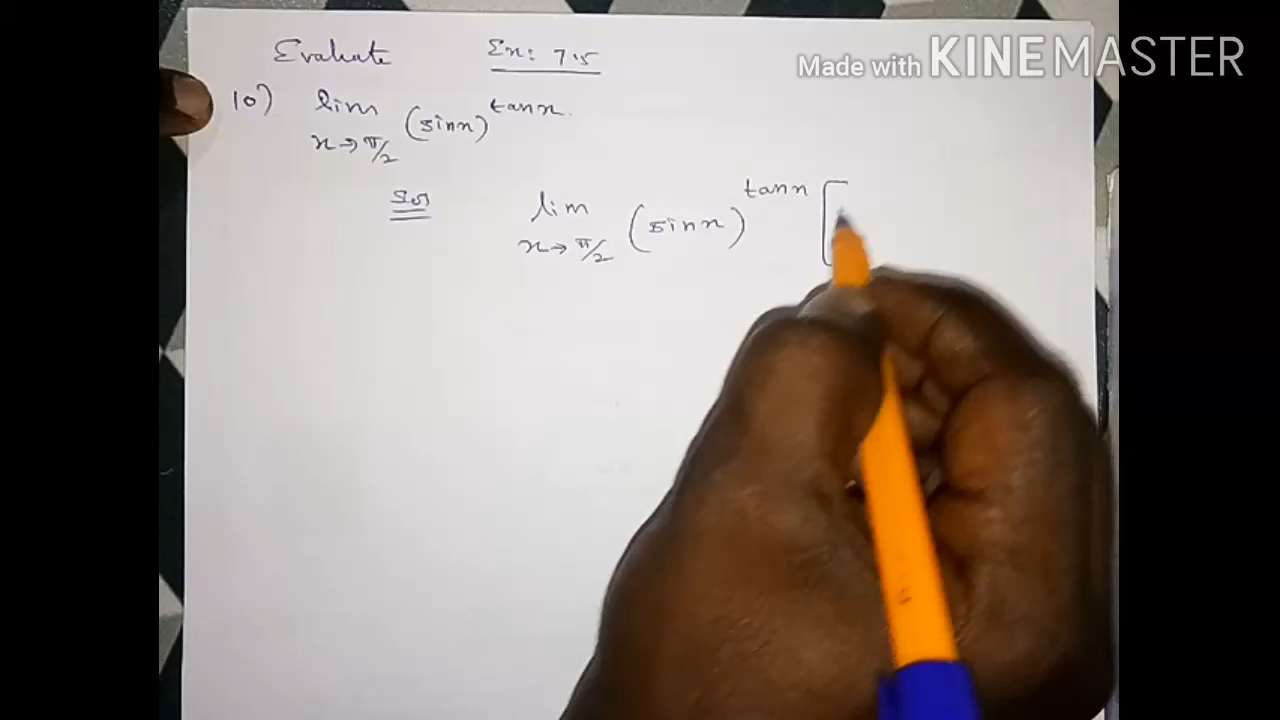 Evaluate Ex: 7.5
Made with KINEMASTER
10) lim (sinx)^tanx.
x→π/2
Sol lim (sinx)^tanx [
x→π/2